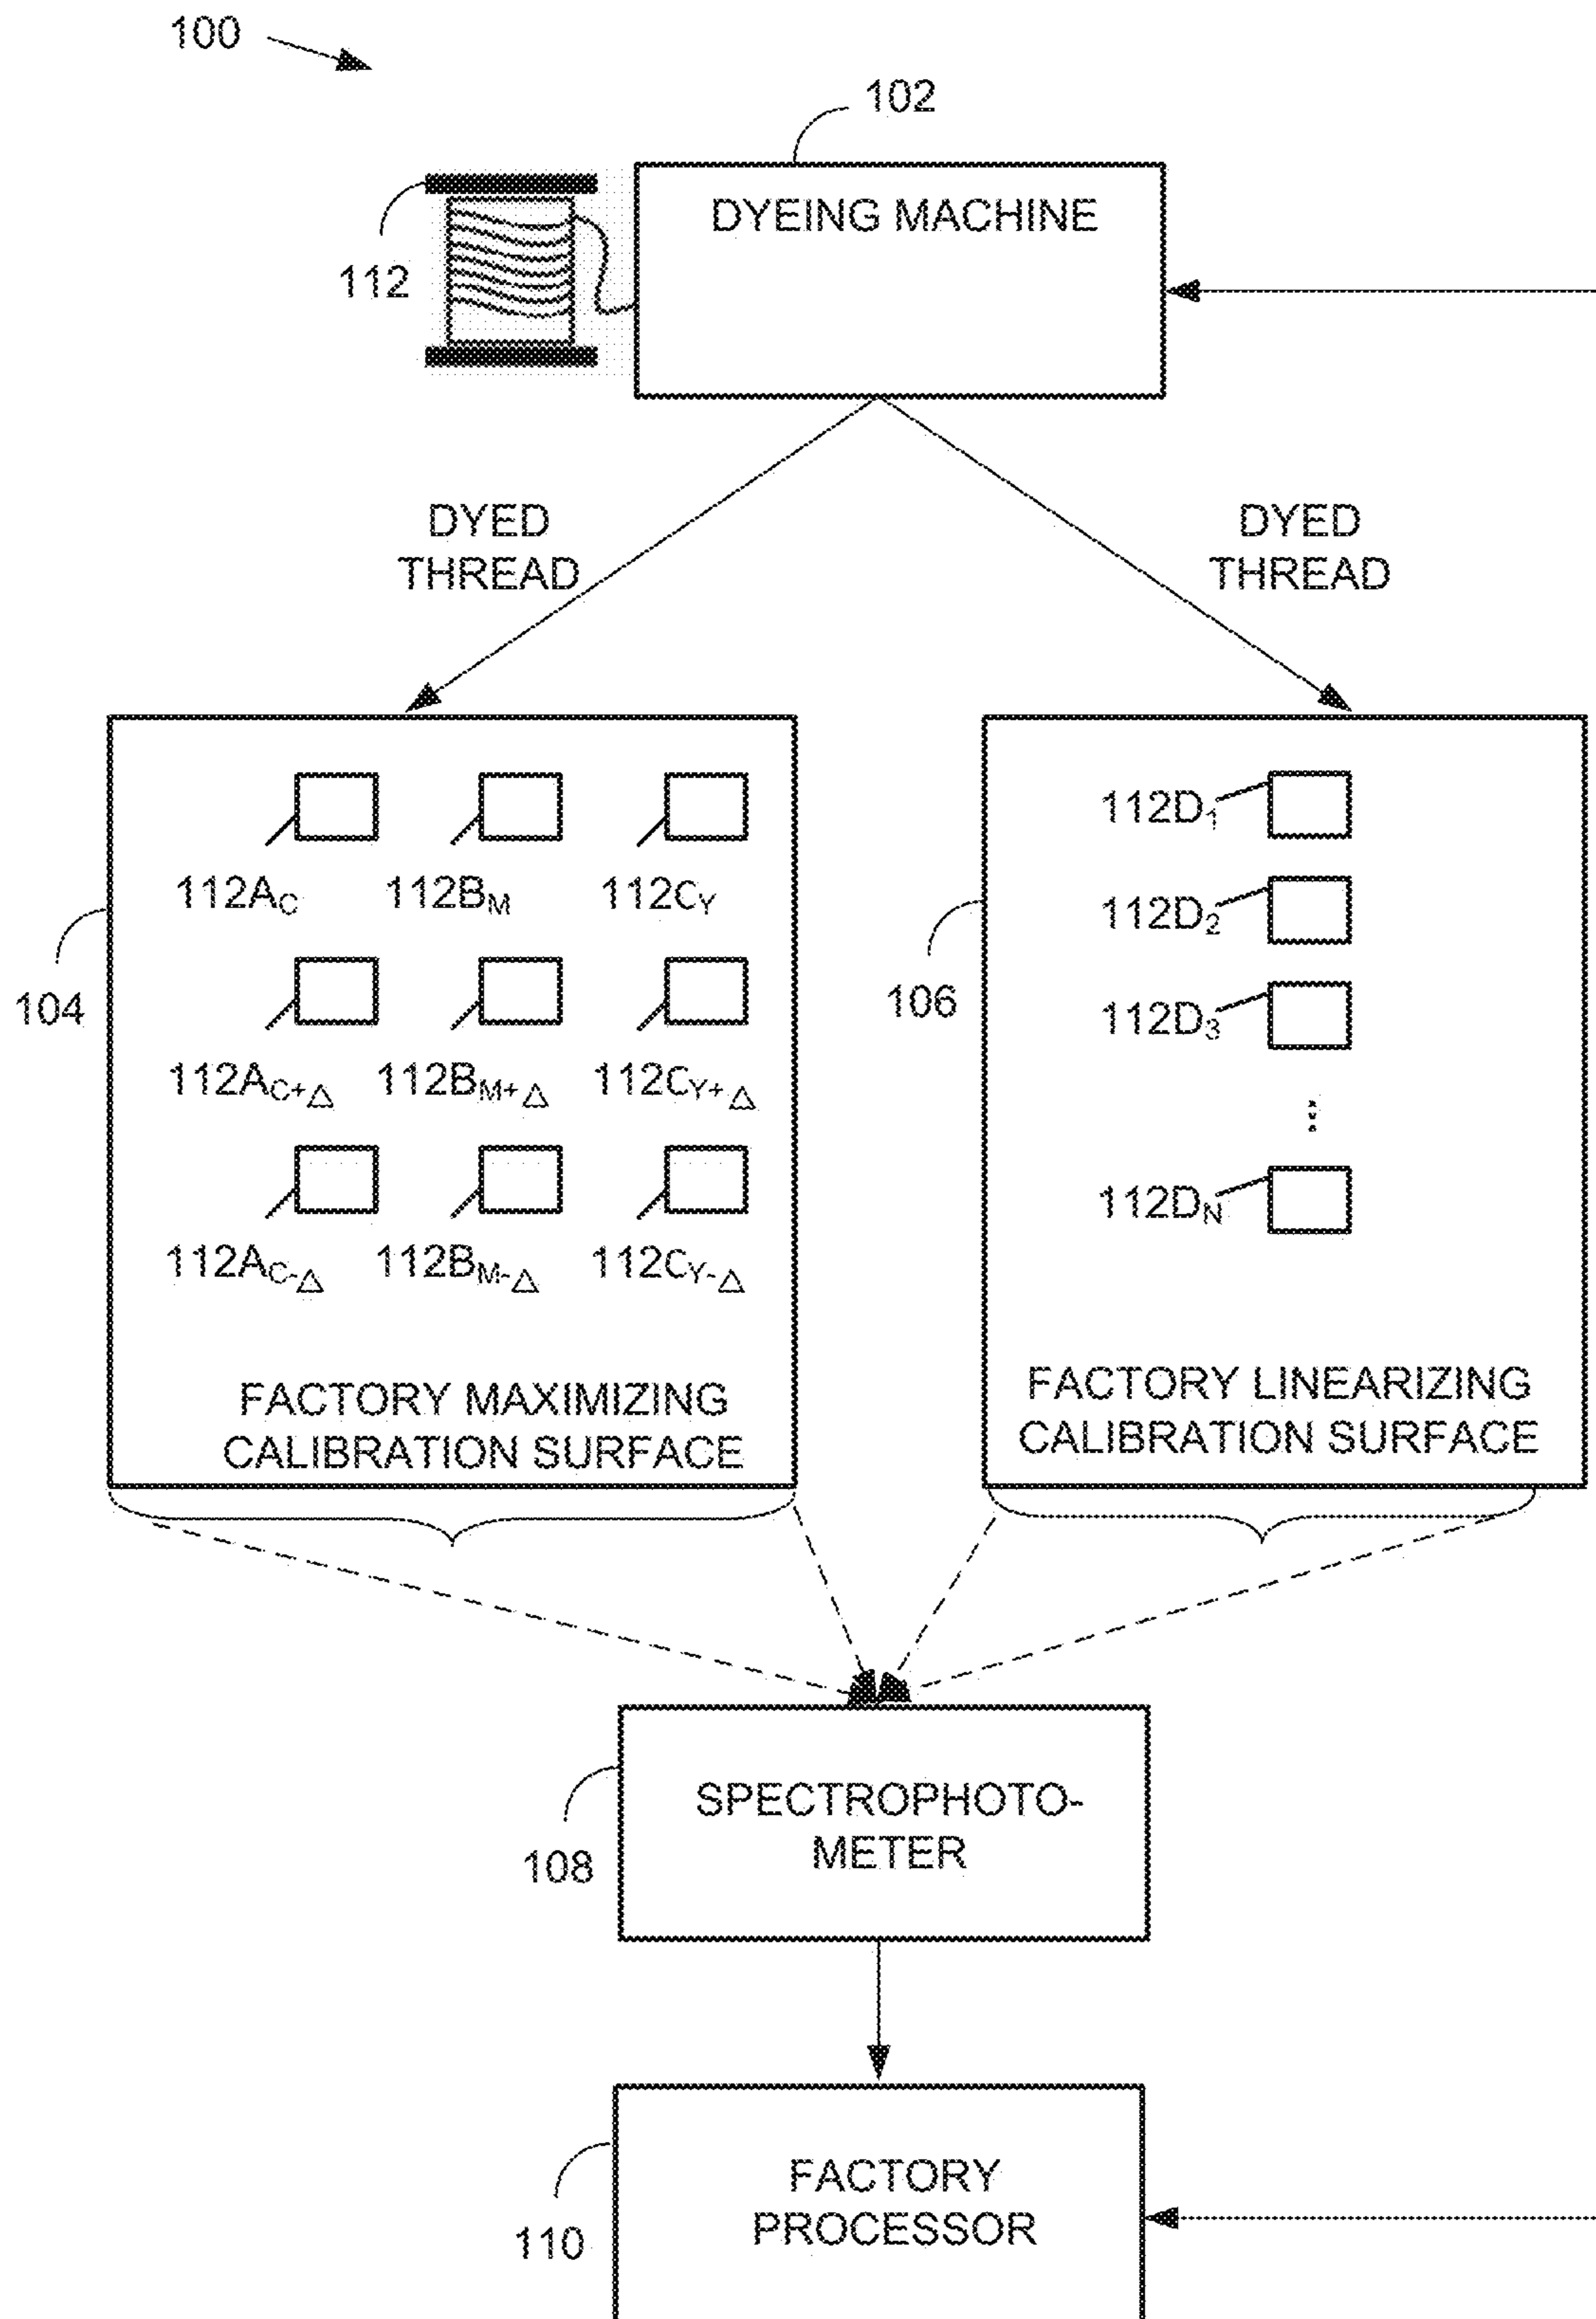 100
102
DYEING MACHINE
112
DYED
THREAD
DYED
THREAD
112A_C 112B_M 112C_Y
104
112A_C+△ 112B_M+△ 112C_Y+△
112A_C-△ 112B_M-△ 112C_Y-△
FACTORY MAXIMIZING
CALIBRATION SURFACE
112D_1
112D_2
106
112D_3
⋮
112D_N
FACTORY LINEARIZING
CALIBRATION SURFACE
SPECTROPHOTO-
METER
108
FACTORY
PROCESSOR
110